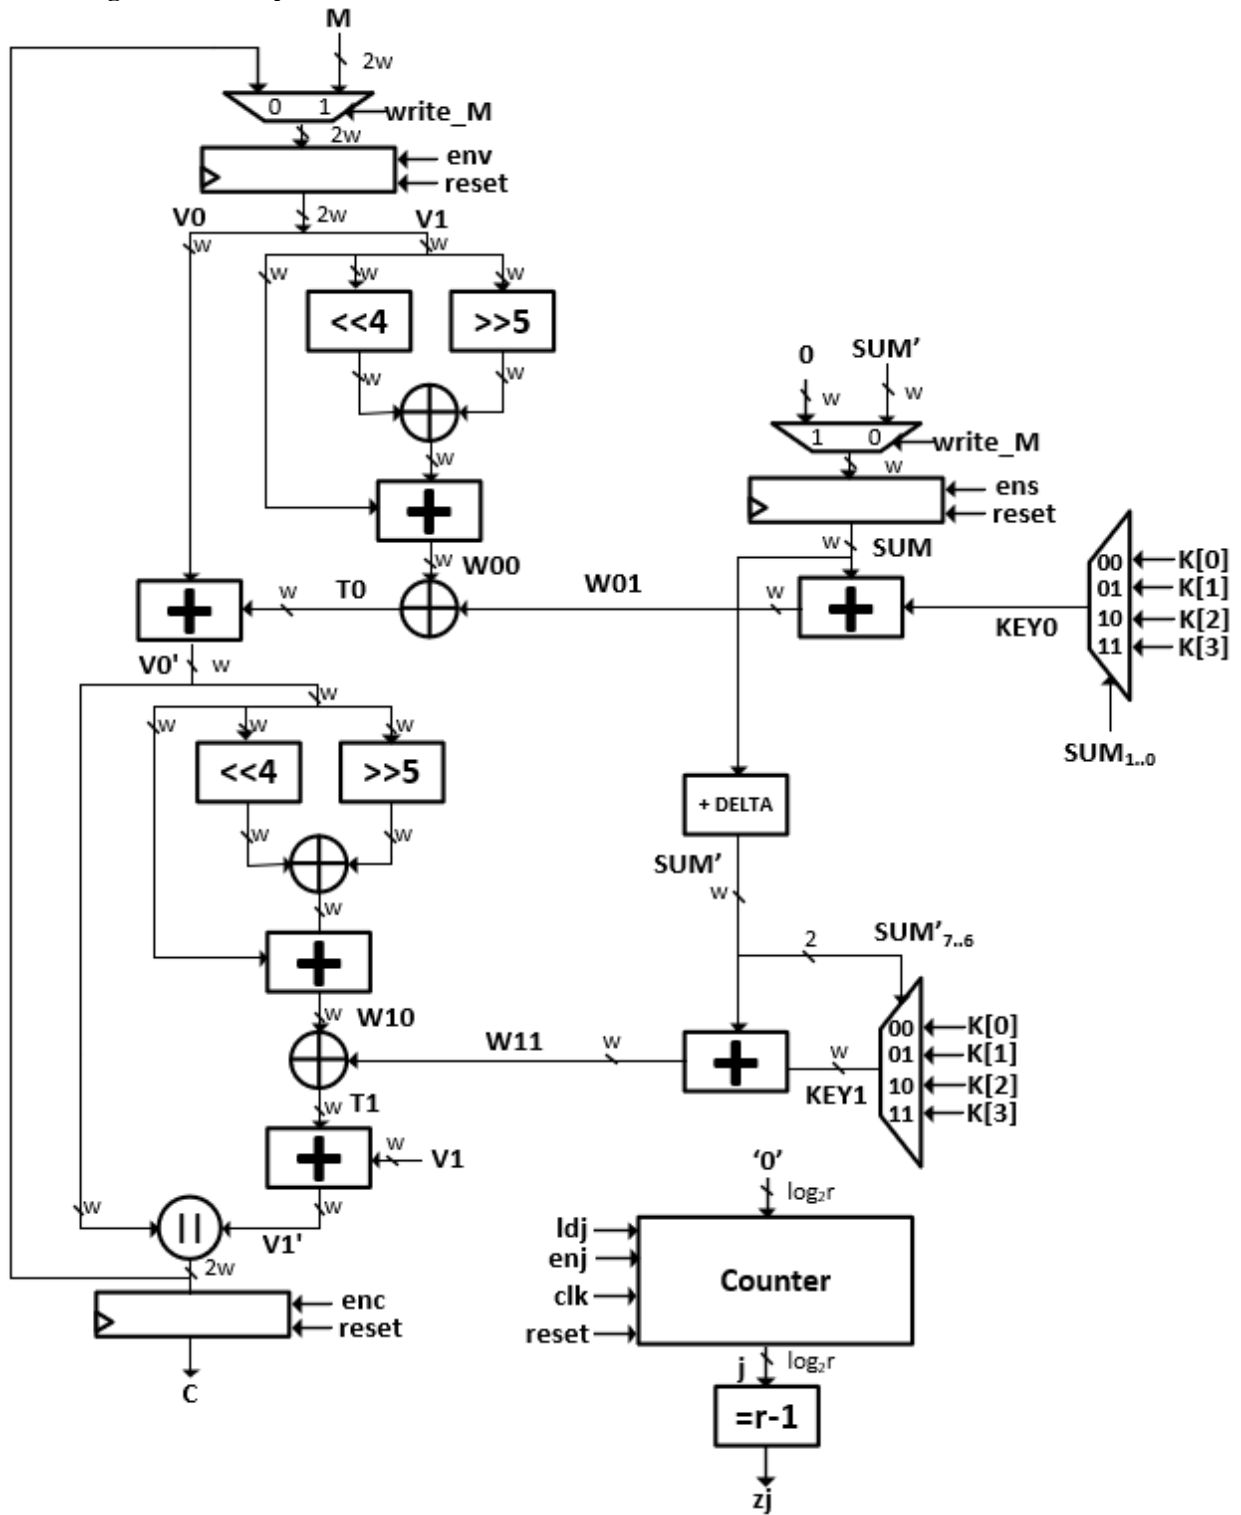 M
2w
0 1
write_M
2w
env
reset
2w
V0
V1
w
w
w
w
w
<<4
>>5
w
w
0
SUM'
w
w
1 0
write_M
w
w
ens
reset
w
SUM
w
W00
T0
w
W01
w
KEY0
00
01
10
11
K[0]
K[1]
K[2]
K[3]
SUM1..0
V0'
w
w
w
w
w
<<4
>>5
w
w
+ DELTA
SUM'
w
w
2
SUM'7..6
w
W10
W11
w
w
KEY1
00
01
10
11
K[0]
K[1]
K[2]
K[3]
w
T1
w
V1
w
w
||
V1'
2w
enc
reset
C
'0'
log2r
ldj
enj
clk
reset
Counter
j
log2r
=r-1
zj